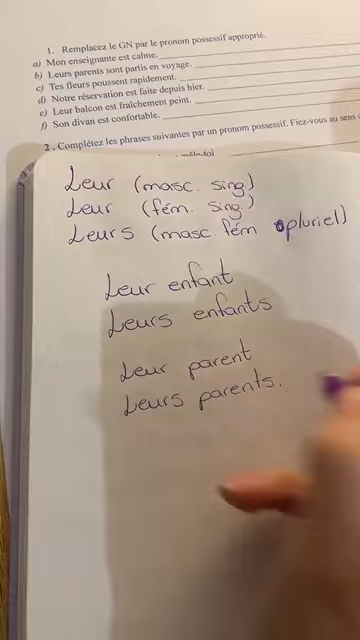 1. Remplacez le GN par le pronom possessif approprié.
a) Mon enseignante est calme.
b) Leurs parents sont partis en voyage.
c) Tes fleurs poussent rapidement.
d) Notre réservation est faite depuis hier.
e) Leur balcon est fraîchement peint.
f) Son divan est confortable.
2. Complétez les phrases suivantes par un pronom possessif. Fiez-vous au sens
Leur (masc. sing.)
Leur (fém. sing.)
Leurs (masc. fém pluriel)
Leur enfant
Leurs enfants
Leur parent
Leurs parents.